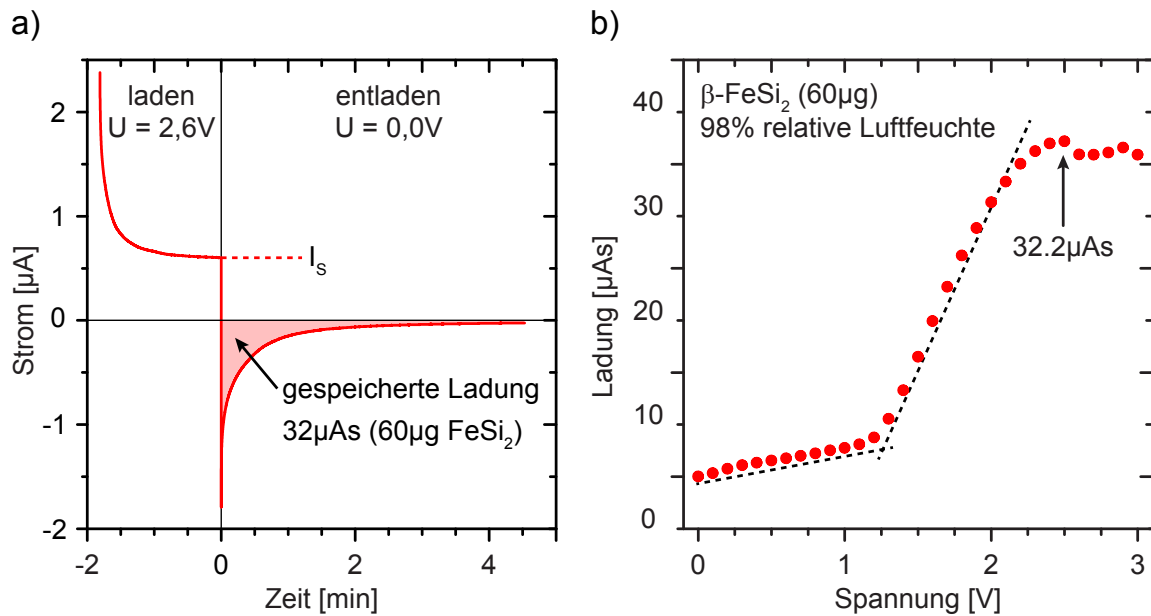 a)
laden
U = 2,6V
entladen
U = 0,0V
I_S
gespeicherte Ladung
32µAs (60µg FeSi₂)
Strom [µA]
2
1
0
-1
-2
-2
0
2
4
Zeit [min]
b)
β-FeSi₂ (60µg)
98% relative Luftfeuchte
32.2µAs
Ladung [µAs]
40
30
20
10
0
0
1
2
3
Spannung [V]